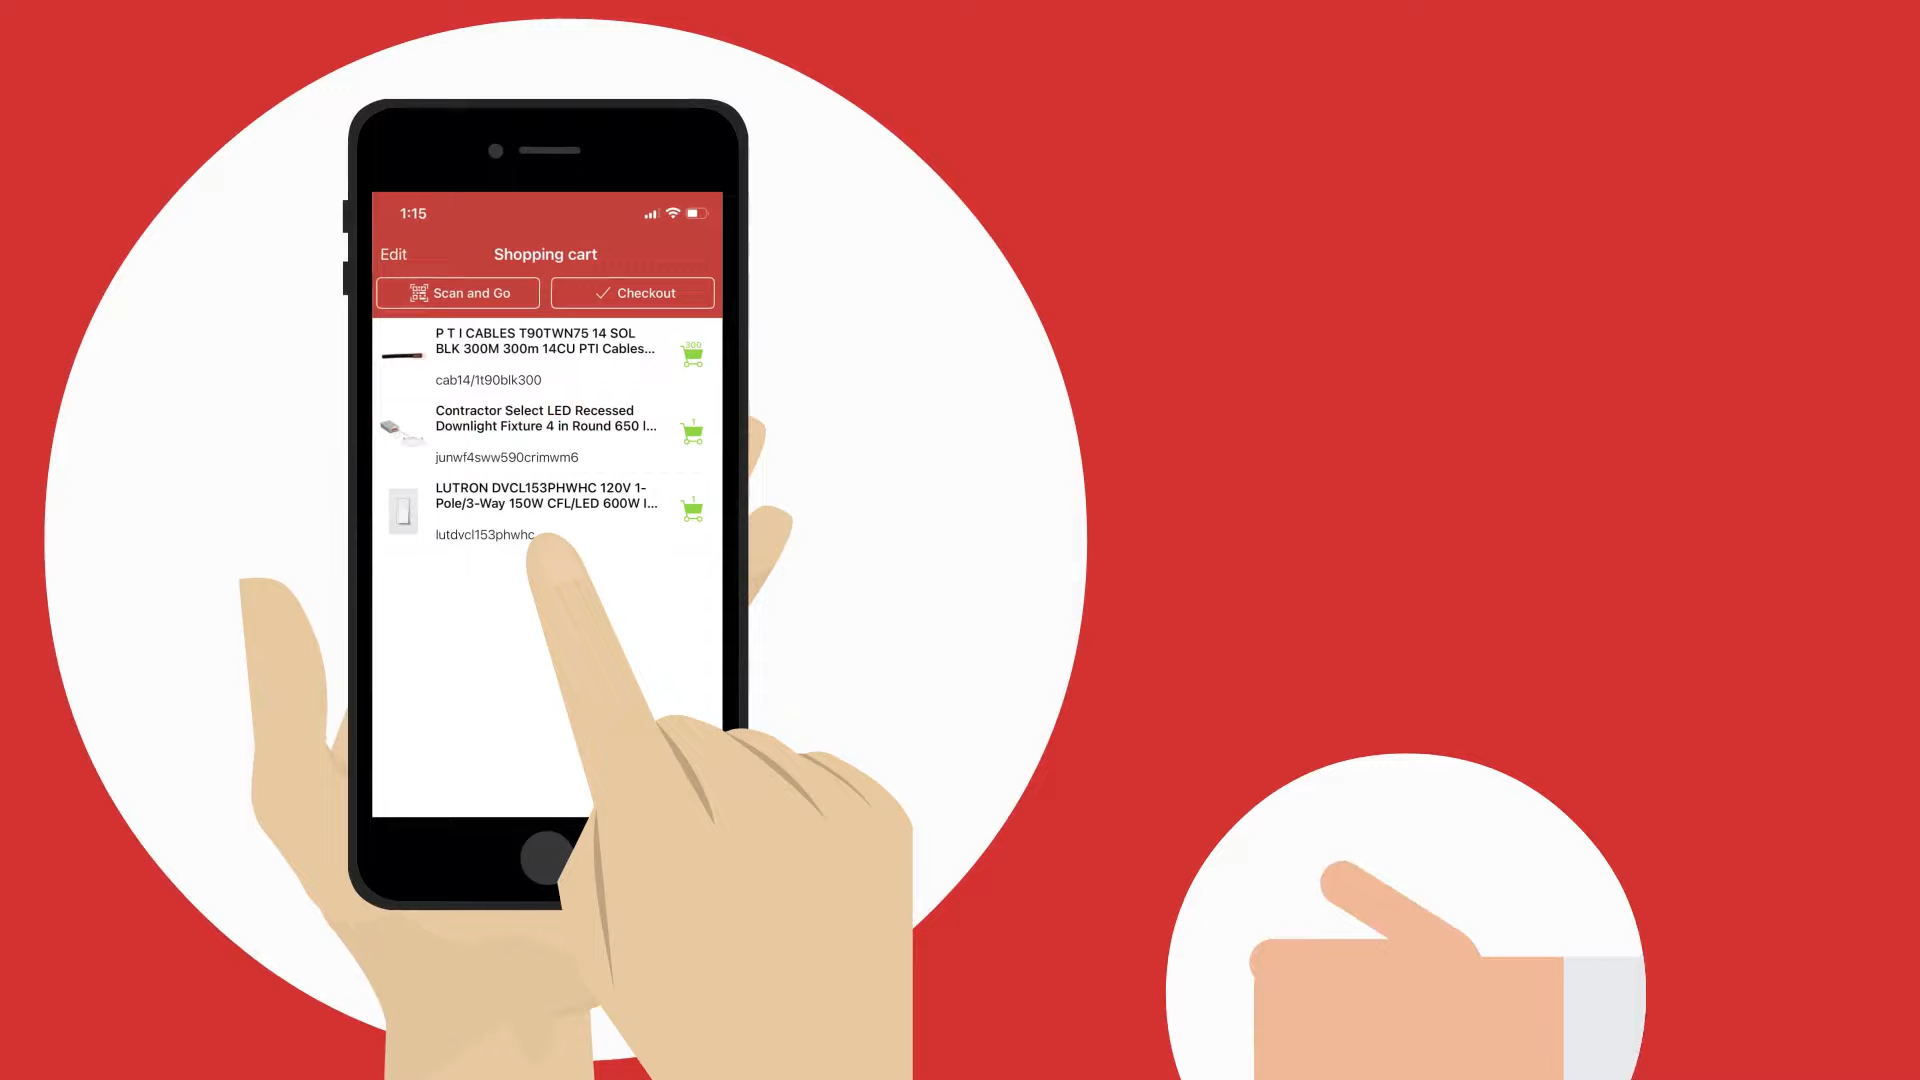 1:15
Edit
Shopping cart
Scan and Go
Checkout
P T I CABLES T90TWN75 14 SOL
BLK 300M 300m 14CU PTI Cables...
300
cab14/1t90blk300
Contractor Select LED Recessed
Downlight Fixture 4 in Round 650 l...
1
junwf4sww590crimwm6
LUTRON DVCL153PHWHC 120V 1-
Pole/3-Way 150W CFL/LED 600W I...
1
lutdvcl153phwhc